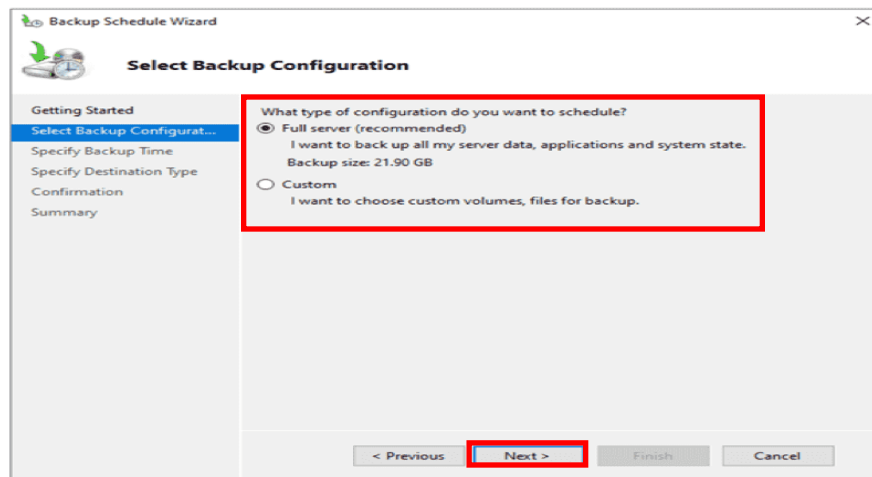 Backup Schedule Wizard
Select Backup Configuration
Getting Started
Select Backup Configurat...
Specify Backup Time
Specify Destination Type
Confirmation
Summary
What type of configuration do you want to schedule?
Full server (recommended)
I want to back up all my server data, applications and system state.
Backup size: 21.90 GB
Custom
I want to choose custom volumes, files for backup.
< Previous
Next >
Finish
Cancel